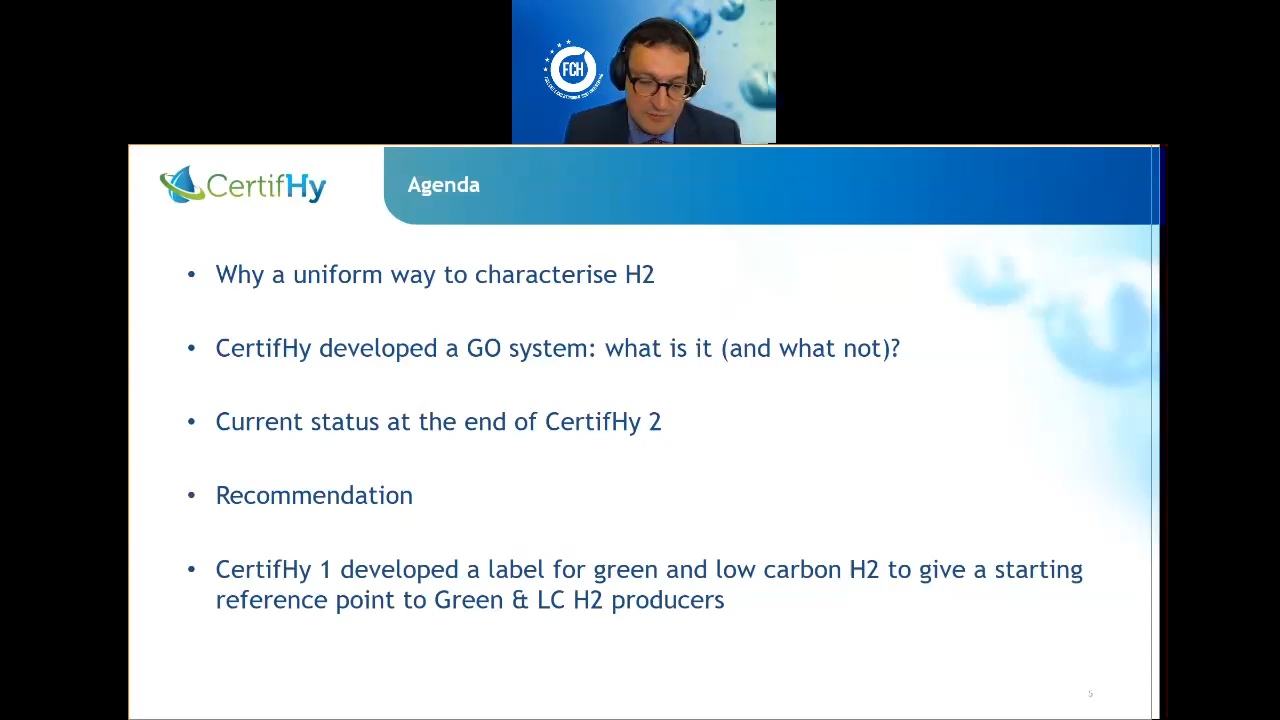 FCH
CertifHy
Agenda
• Why a uniform way to characterise H2
• CertifHy developed a GO system: what is it (and what not)?
• Current status at the end of CertifHy 2
• Recommendation
• CertifHy 1 developed a label for green and low carbon H2 to give a starting
reference point to Green & LC H2 producers
5